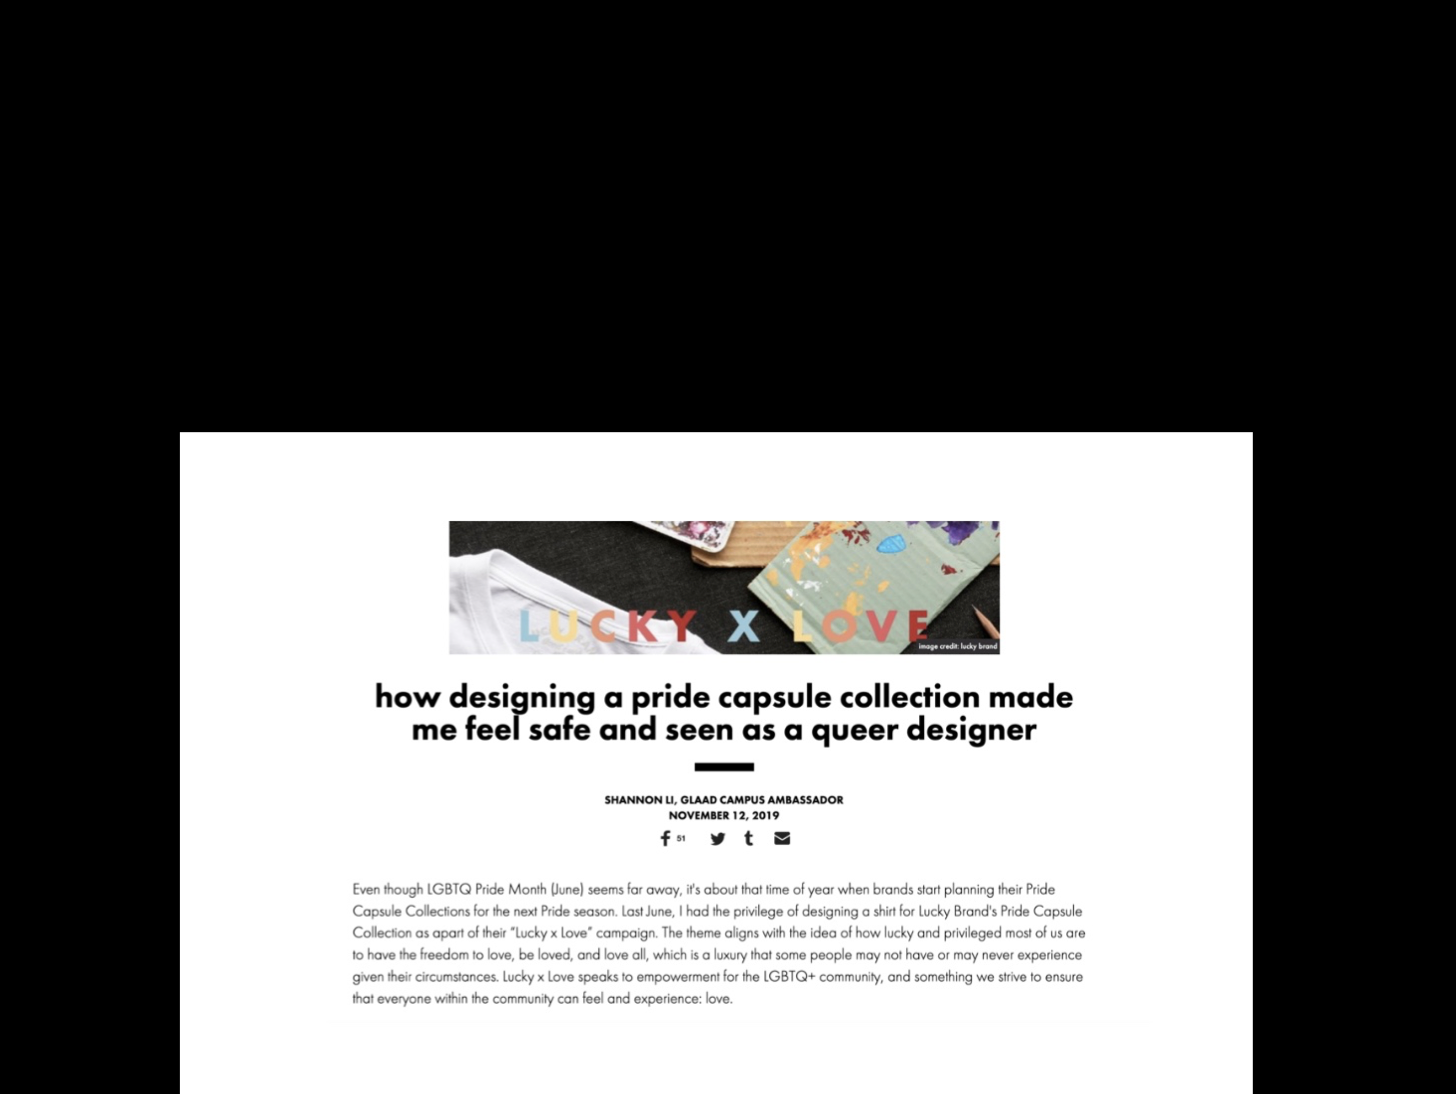 LUCKY X LOVE
image credit: lucky brand
how designing a pride capsule collection made
me feel safe and seen as a queer designer
SHANNON LI, GLAAD CAMPUS AMBASSADOR
NOVEMBER 12, 2019
51
Even though LGBTQ Pride Month (June) seems far away, it's about that time of year when brands start planning their Pride
Capsule Collections for the next Pride season. Last June, I had the privilege of designing a shirt for Lucky Brand's Pride Capsule
Collection as apart of their "Lucky x Love" campaign. The theme aligns with the idea of how lucky and privileged most of us are
to have the freedom to love, be loved, and love all, which is a luxury that some people may not have or may never experience
given their circumstances. Lucky x Love speaks to empowerment for the LGBTQ+ community, and something we strive to ensure
that everyone within the community can feel and experience: love.